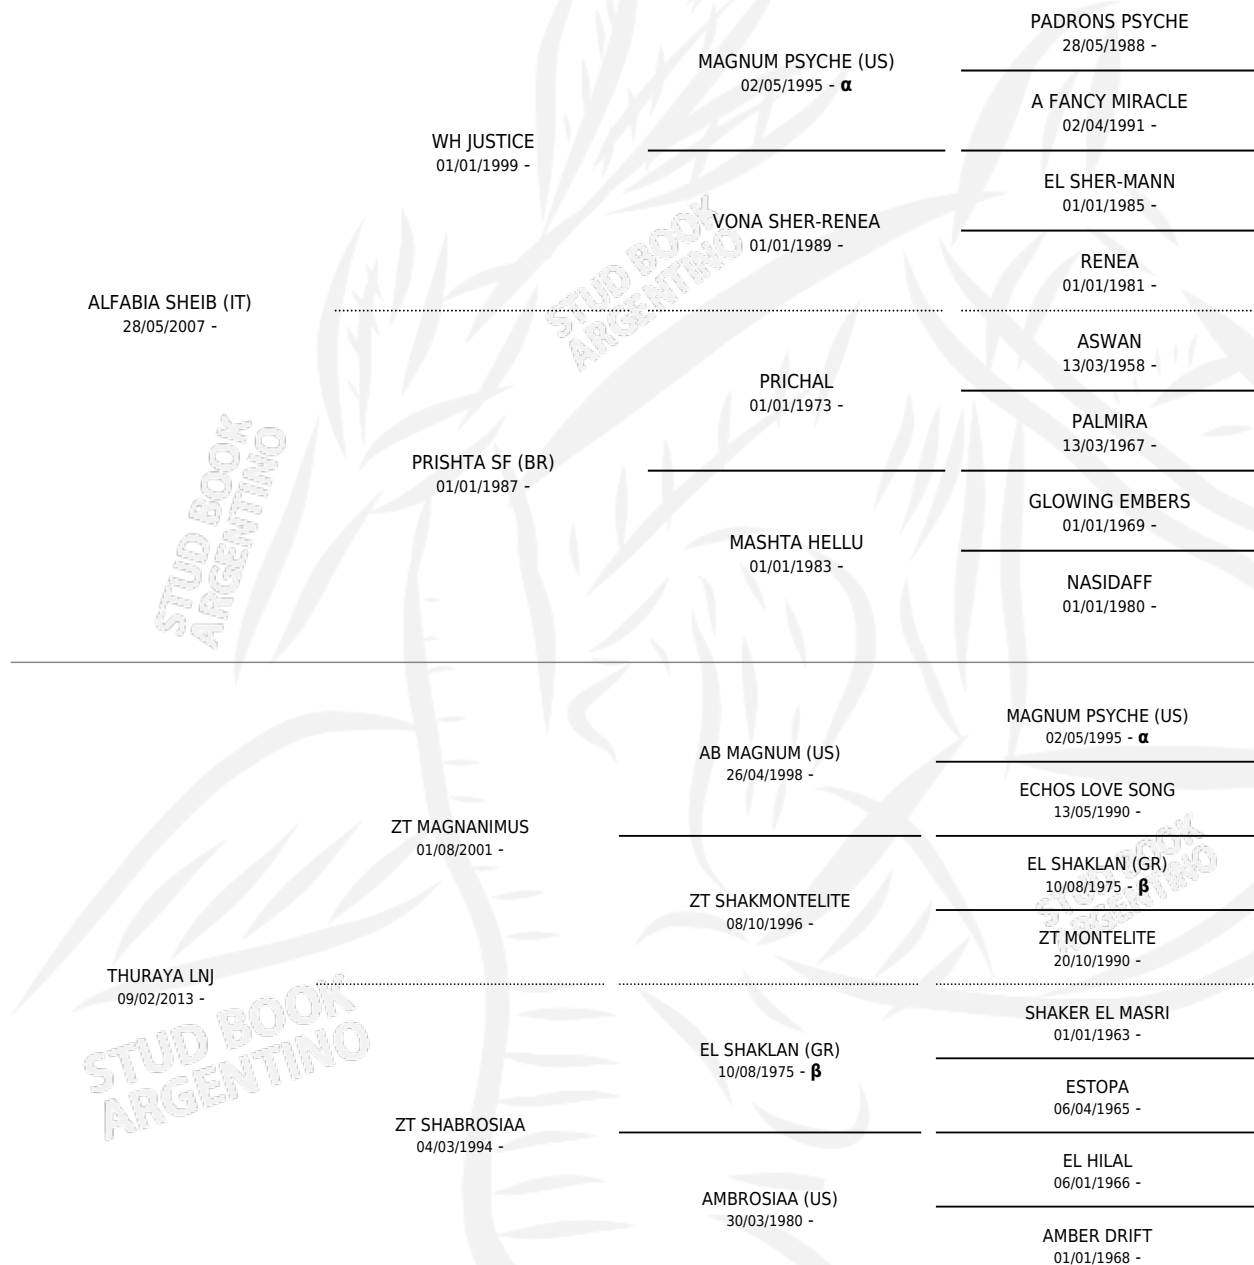 PADRONS PSYCHE
28/05/1988 -
MAGNUM PSYCHE (US)
02/05/1995 - α
A FANCY MIRACLE
02/04/1991 -
WH JUSTICE
01/01/1999 -
EL SHER-MANN
01/01/1985 -
VONA SHER-RENEA
01/01/1989 -
RENEA
01/01/1981 -
ALFABIA SHEIB (IT)
28/05/2007 -
STUD BOOK
ARGENTINO
ASWAN
13/03/1958 -
PRICHAL
01/01/1973 -
PALMIRA
13/03/1967 -
PRISHTA SF (BR)
01/01/1987 -
GLOWING EMBERS
01/01/1969 -
MASHTA HELLU
01/01/1983 -
NASIDAFF
01/01/1980 -
STUD BOOK
ARGENTINO
MAGNUM PSYCHE (US)
02/05/1995 - α
AB MAGNUM (US)
26/04/1998 -
ECHOS LOVE SONG
13/05/1990 -
ZT MAGNANIMUS
01/08/2001 -
EL SHAKLAN (GR)
10/08/1975 - β
ZT SHAKMONTELITE
08/10/1996 -
STUD BOOK
ARGENTINO
ZT MONTELITE
20/10/1990 -
THURAYA LNJ
09/02/2013 -
STUD BOOK
ARGENTINO
SHAKER EL MASRI
01/01/1963 -
EL SHAKLAN (GR)
10/08/1975 - β
ESTOPA
06/04/1965 -
ZT SHABROSIAA
04/03/1994 -
EL HILAL
06/01/1966 -
AMBROSIAA (US)
30/03/1980 -
AMBER DRIFT
01/01/1968 -